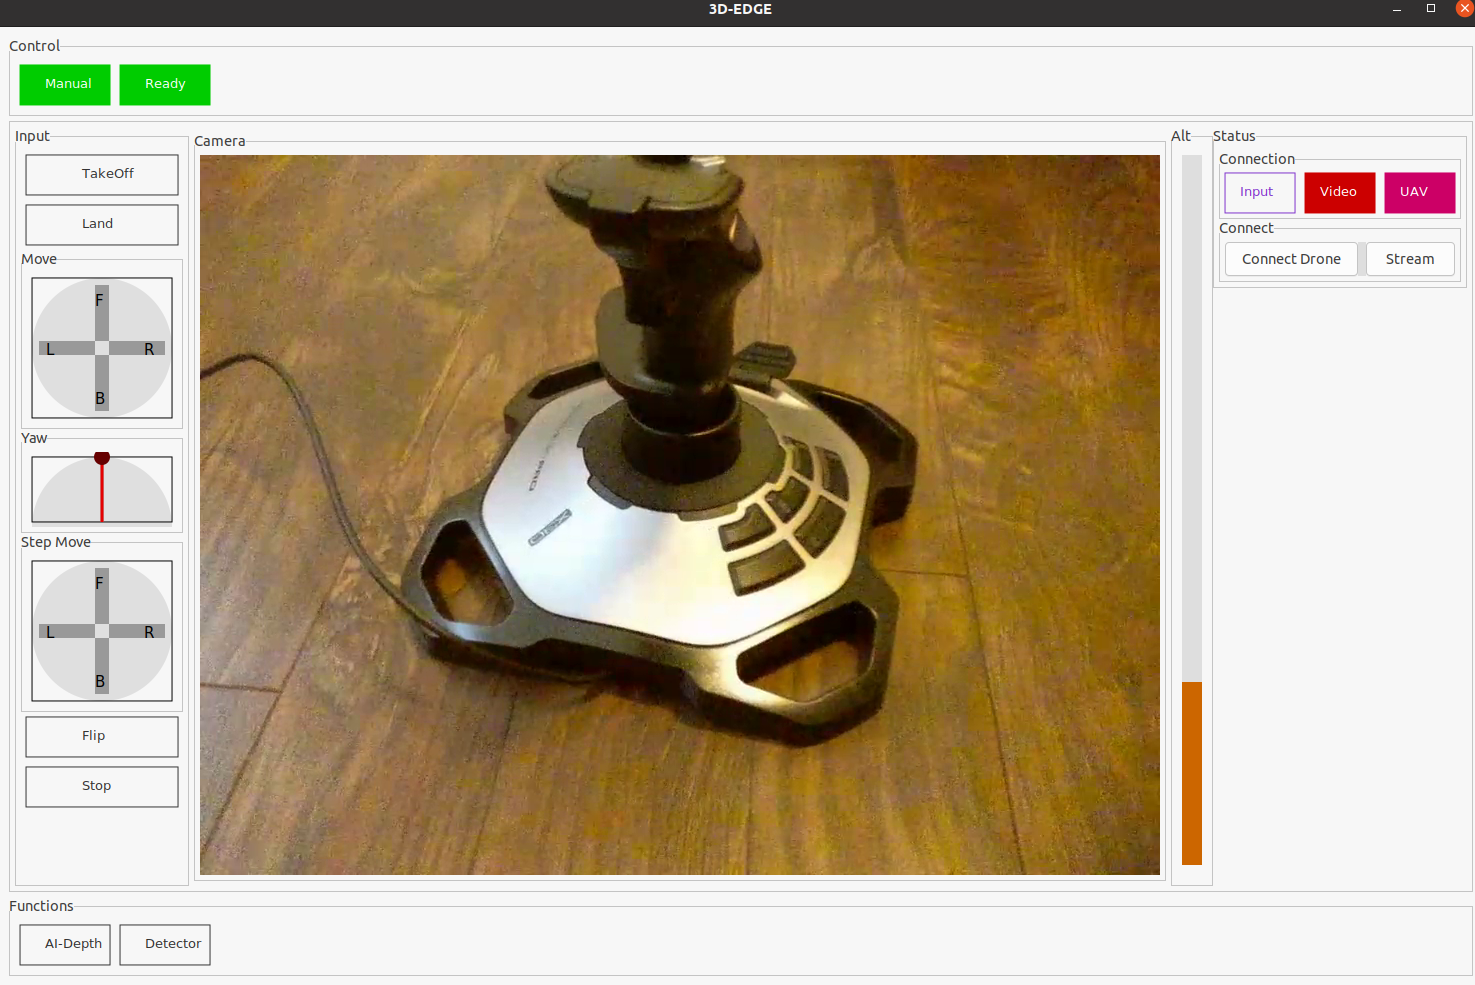 3D-EDGE
Control
Manual Ready
Input
TakeOff
Land
Move
F
L R
B
Yaw
Step Move
F
L R
B
Flip
Stop
Camera
Alt
Status
Connection
Input Video UAV
Connect
Connect Drone Stream
Functions
AI-Depth Detector